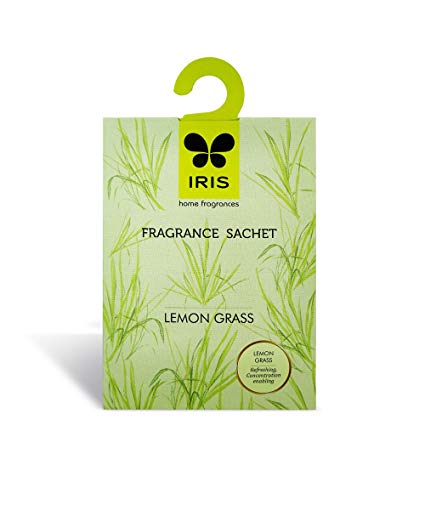 IRIS
home fragrances
FRAGRANCE SACHET
LEMON GRASS
LEMON
GRASS
Refreshing,
Concentration
enabling